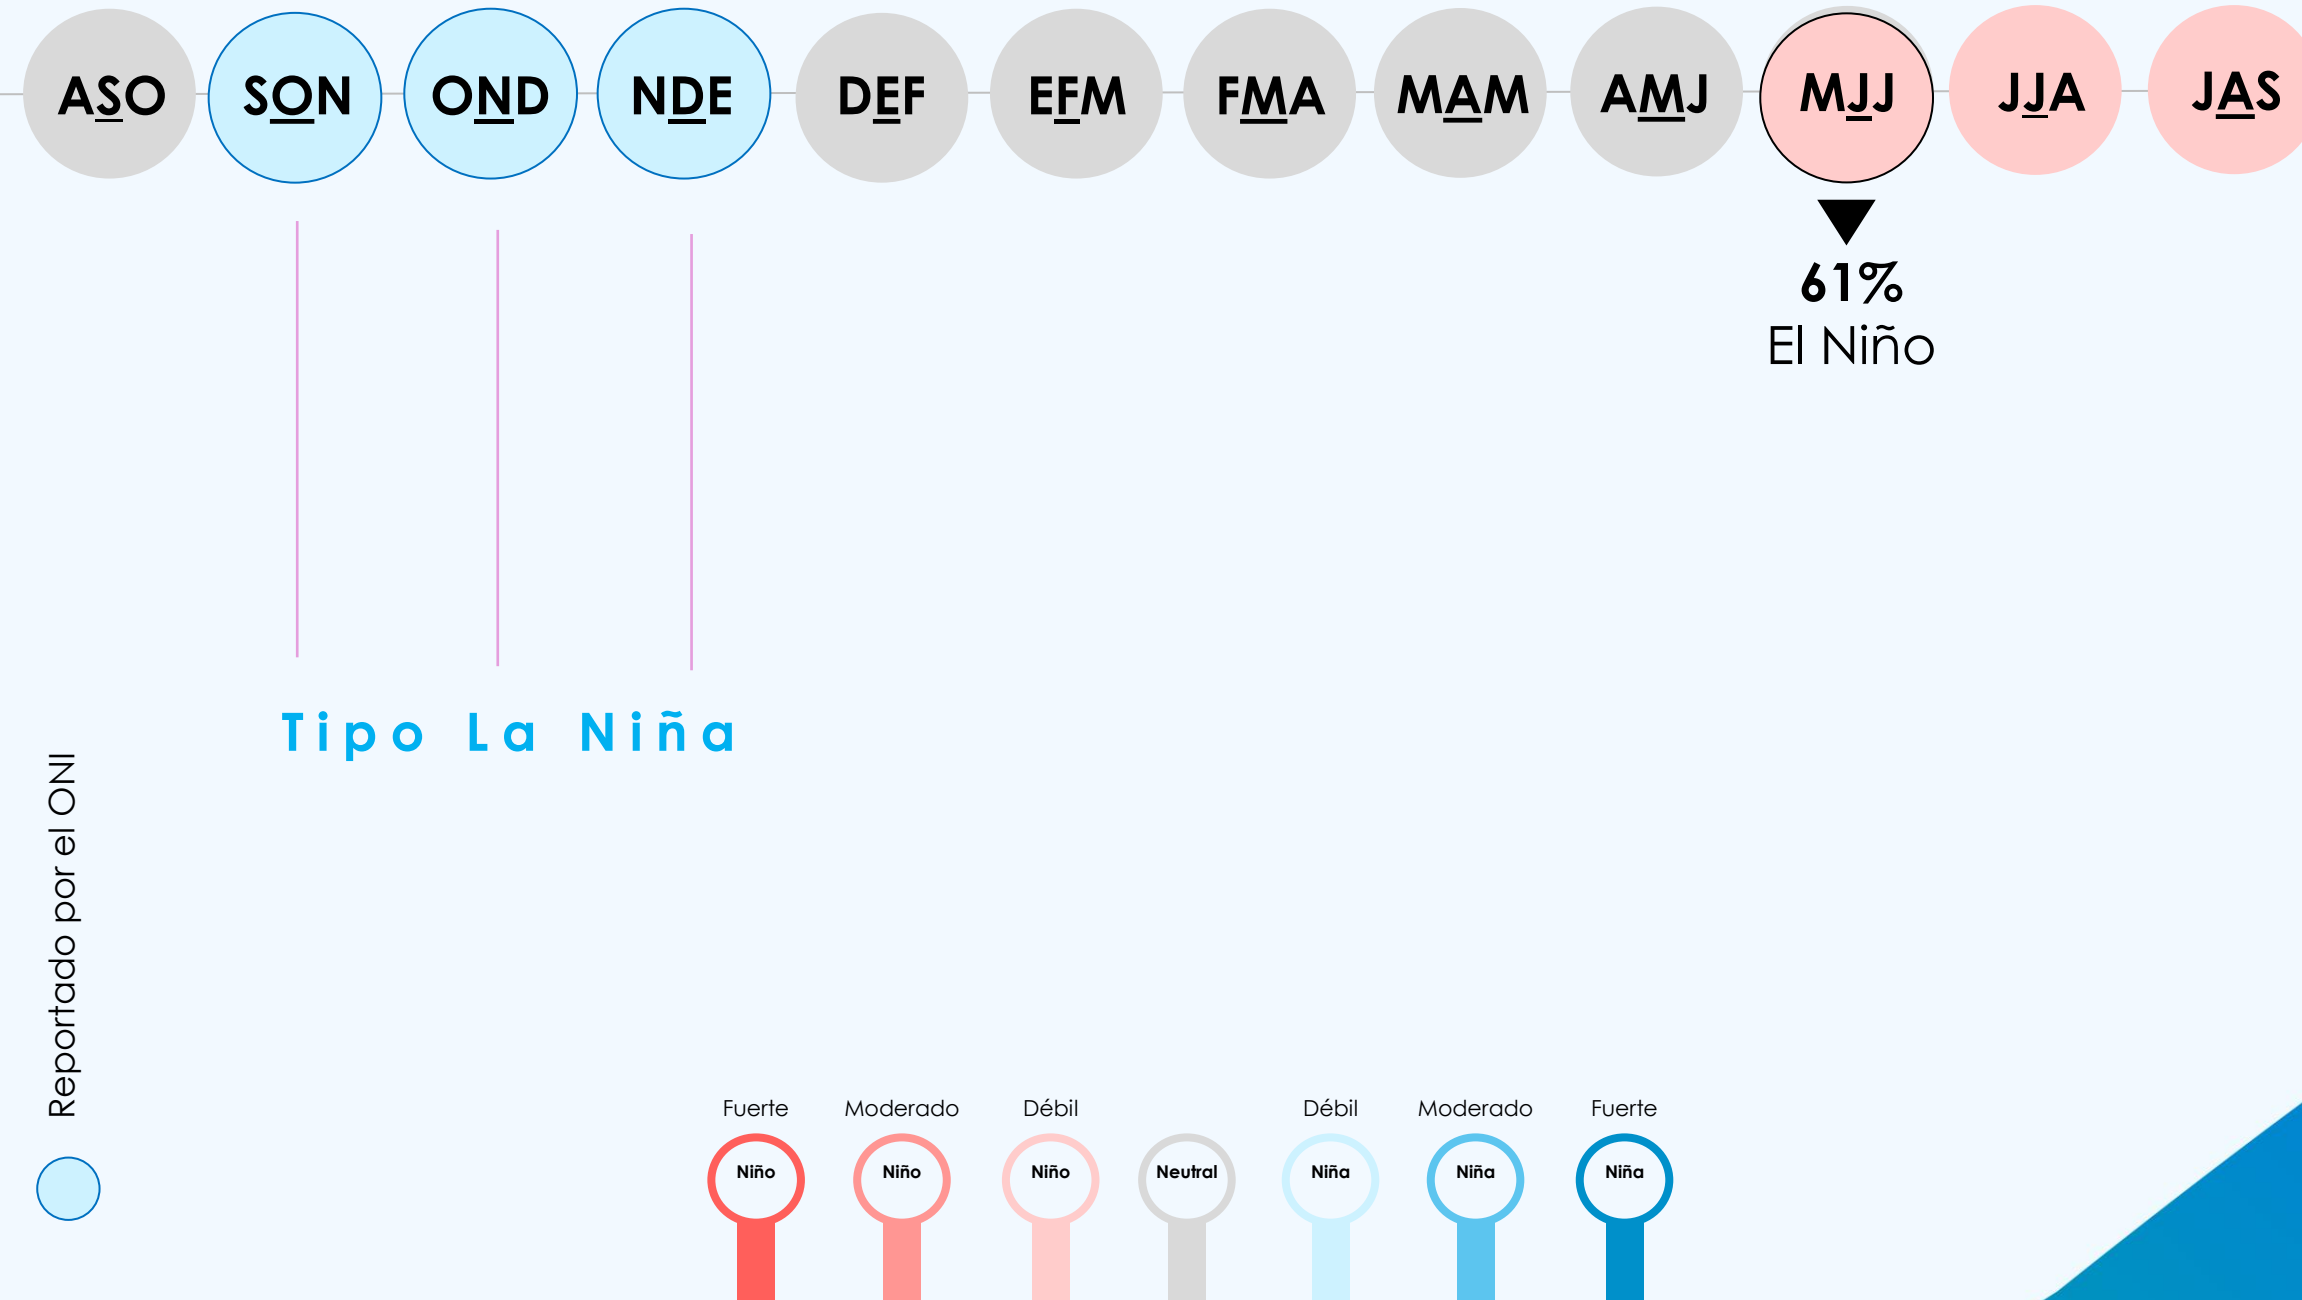 ASO SON OND NDE DEF EFM FMA MAM AMJ MJJ JJA JAS
61%
El Niño
Tipo La Niña
Reportado por el ONI
Fuerte Moderado Débil Débil Moderado Fuerte
Niño Niño Niño Neutral Niña Niña Niña